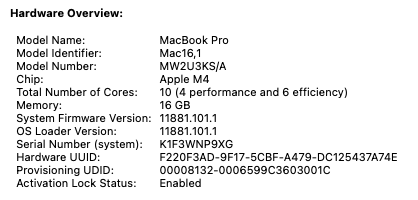 Hardware Overview:
Model Name: MacBook Pro
Model Identifier: Mac16,1
Model Number: MW2U3KS/A
Chip: Apple M4
Total Number of Cores: 10 (4 performance and 6 efficiency)
Memory: 16 GB
System Firmware Version: 11881.101.1
OS Loader Version: 11881.101.1
Serial Number (system): K1F3WNP9XG
Hardware UUID: F220F3AD-9F17-5CBF-A479-DC125437A74E
Provisioning UDID: 00008132-0006599C3603001C
Activation Lock Status: Enabled